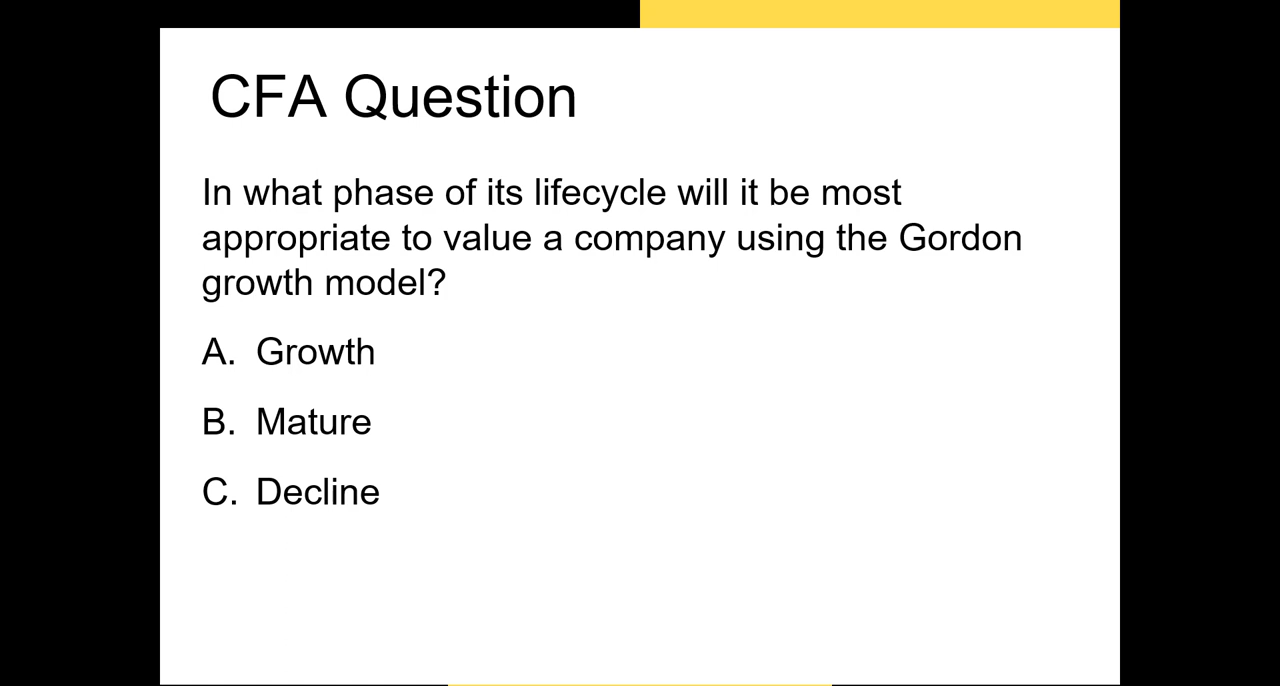 CFA Question
In what phase of its lifecycle will it be most
appropriate to value a company using the Gordon
growth model?
A. Growth
B. Mature
C. Decline